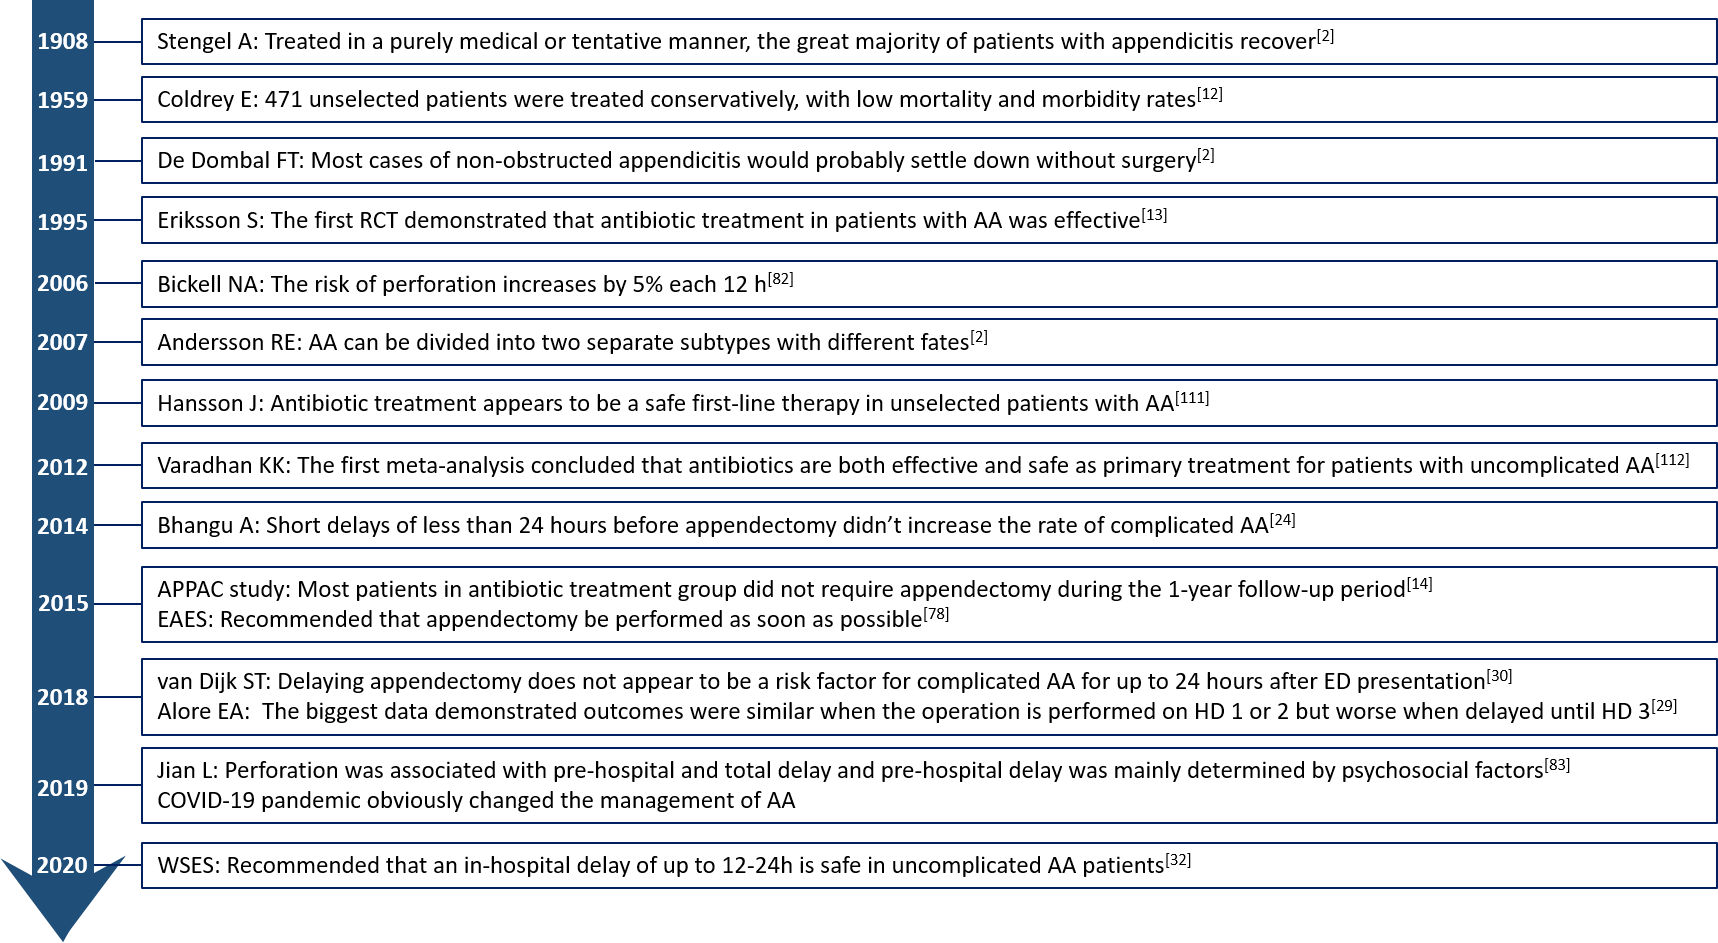 1908
Stengel A: Treated in a purely medical or tentative manner, the great majority of patients with appendicitis recover[2]
1959
Coldrey E: 471 unselected patients were treated conservatively, with low mortality and morbidity rates[12]
1991
De Dombal FT: Most cases of non-obstructed appendicitis would probably settle down without surgery[2]
1995
Eriksson S: The first RCT demonstrated that antibiotic treatment in patients with AA was effective[13]
2006
Bickell NA: The risk of perforation increases by 5% each 12 h[82]
2007
Andersson RE: AA can be divided into two separate subtypes with different fates[2]
2009
Hansson J: Antibiotic treatment appears to be a safe first-line therapy in unselected patients with AA[111]
2012
Varadhan KK: The first meta-analysis concluded that antibiotics are both effective and safe as primary treatment for patients with uncomplicated AA[112]
2014
Bhangu A: Short delays of less than 24 hours before appendectomy didn’t increase the rate of complicated AA[24]
2015
APPAC study: Most patients in antibiotic treatment group did not require appendectomy during the 1-year follow-up period[14]
EAES: Recommended that appendectomy be performed as soon as possible[78]
2018
van Dijk ST: Delaying appendectomy does not appear to be a risk factor for complicated AA for up to 24 hours after ED presentation[30]
Alore EA:  The biggest data demonstrated outcomes were similar when the operation is performed on HD 1 or 2 but worse when delayed until HD 3[29]
2019
Jian L: Perforation was associated with pre-hospital and total delay and pre-hospital delay was mainly determined by psychosocial factors[83]
COVID-19 pandemic obviously changed the management of AA
2020
WSES: Recommended that an in-hospital delay of up to 12-24h is safe in uncomplicated AA patients[32]